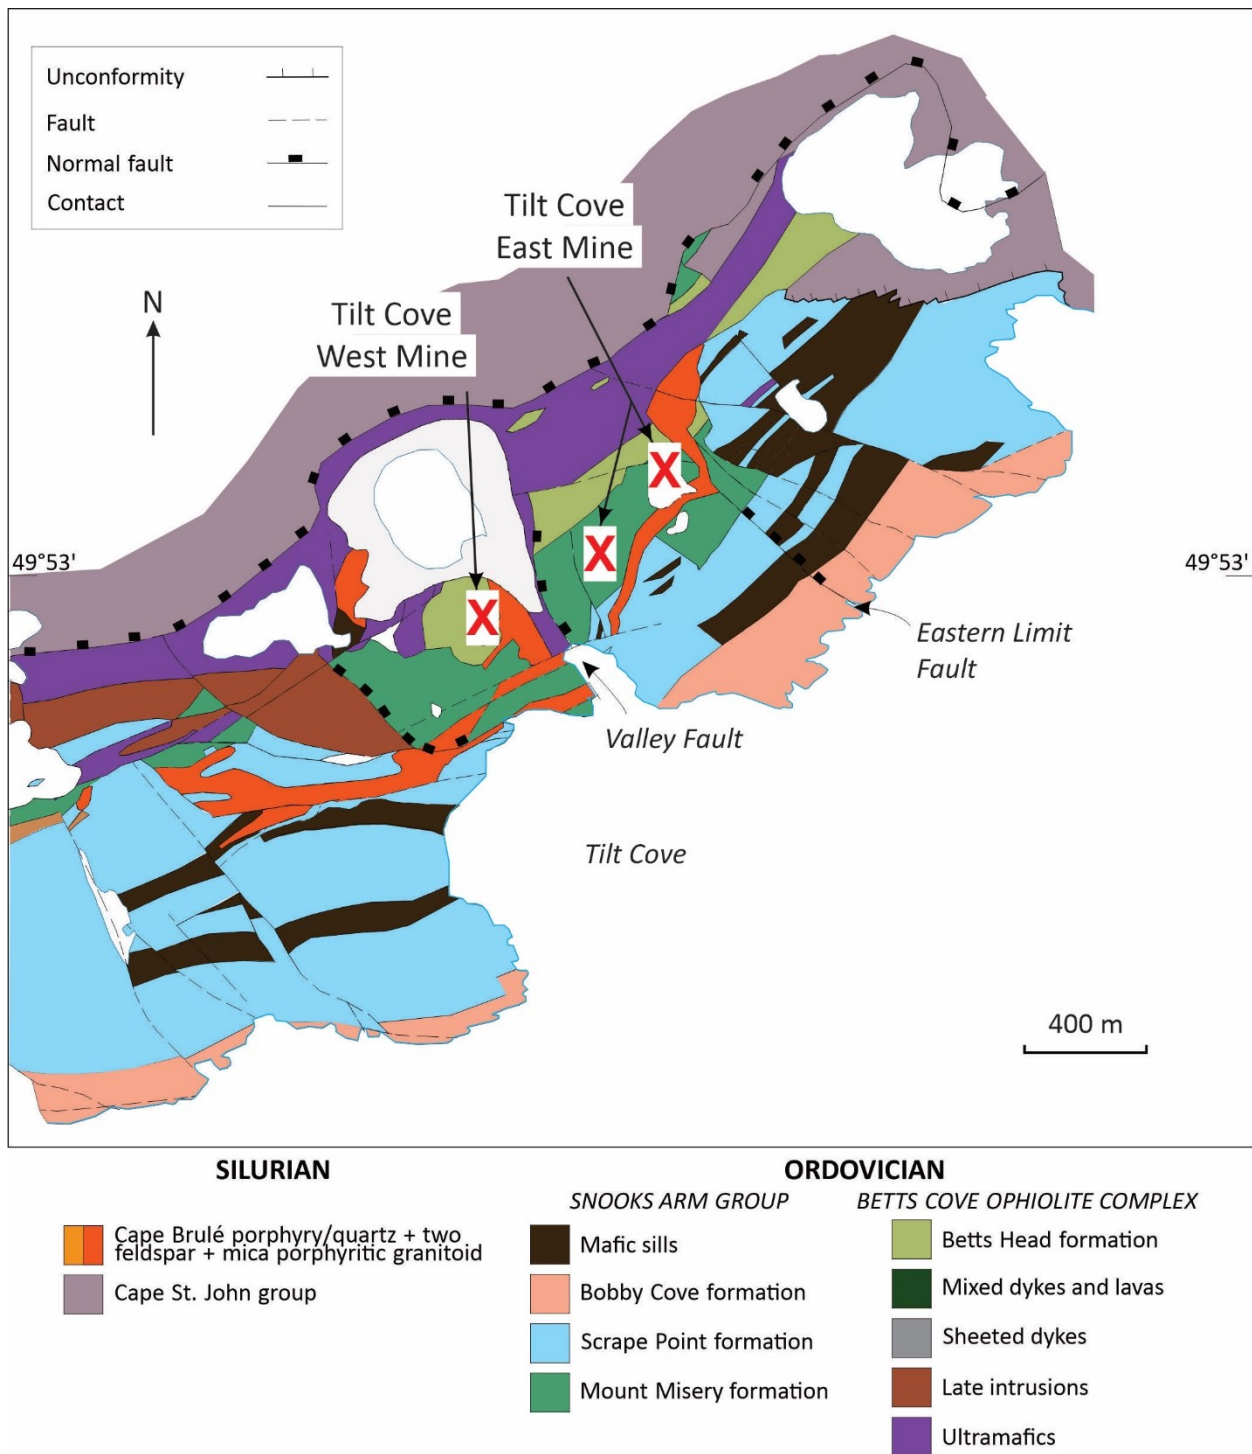 Unconformity
Fault
Normal fault
Contact
N
Tilt Cove
East Mine
Tilt Cove
West Mine
X
X
X
49°53'
49°53'
Eastern Limit
Fault
Valley Fault
Tilt Cove
400 m
SILURIAN
Cape Brulé porphyry/quartz + two
feldspar + mica porphyritic granitoid
Cape St. John group
ORDOVICIAN
SNOOKS ARM GROUP
Mafic sills
Bobby Cove formation
Scrape Point formation
Mount Misery formation
BETTS COVE OPHIOLITE COMPLEX
Betts Head formation
Mixed dykes and lavas
Sheeted dykes
Late intrusions
Ultramafics